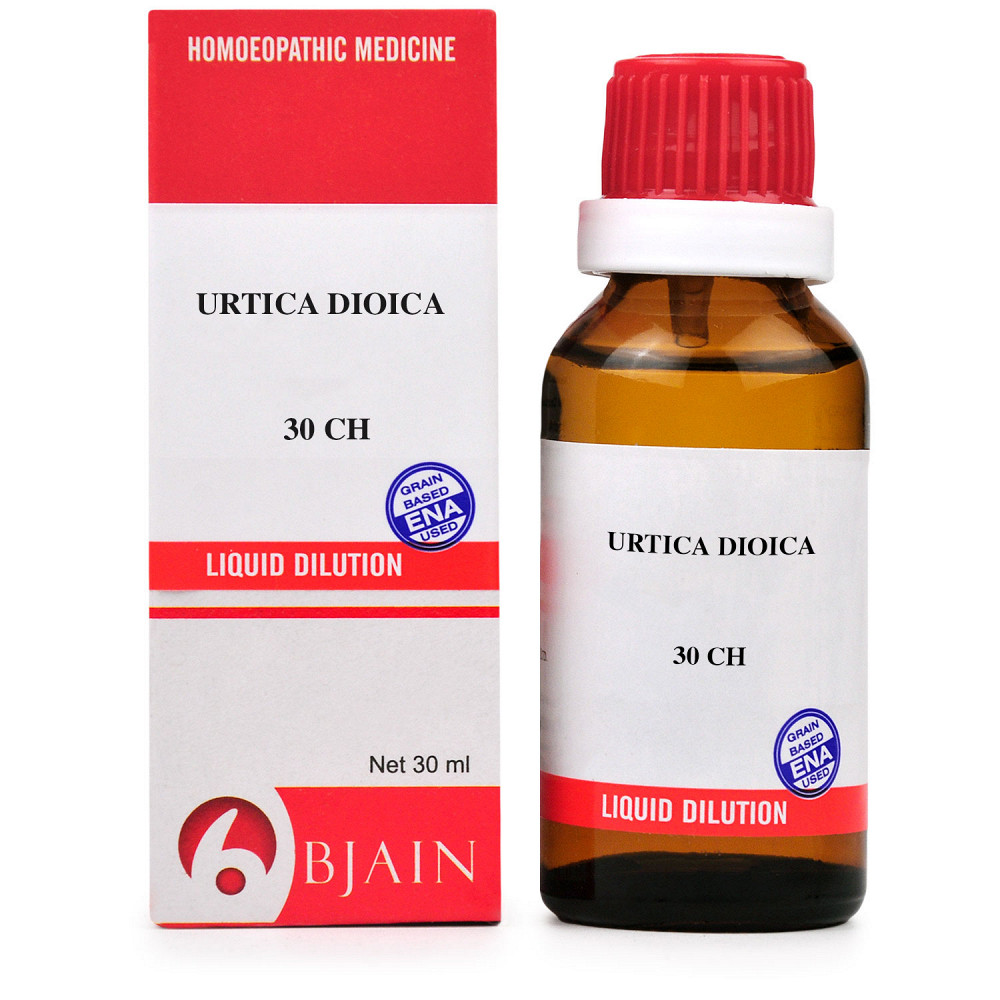 HOMOEOPATHIC MEDICINE
URTICA DIOICA
30 CH
GRAIN
BASED
ENA
USED
LIQUID DILUTION
Net 30 ml
BJAIN
URTICA DIOICA
30 CH
GRAIN
BASED
ENA
USED
LIQUID DILUTION